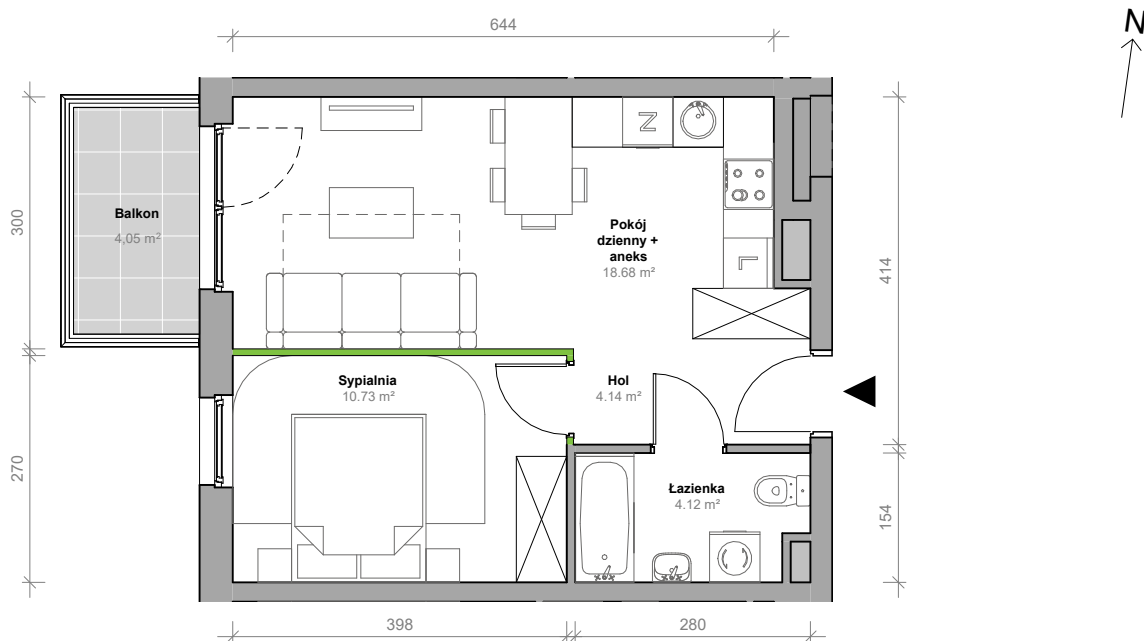 644
N
Balkon
4,05 m²
300
Pokój
dzienny +
aneks
18.68 m²
N
L
414
Sypialnia
10.73 m²
Hol
4.14 m²
270
Łazienka
4.12 m²
154
398
280